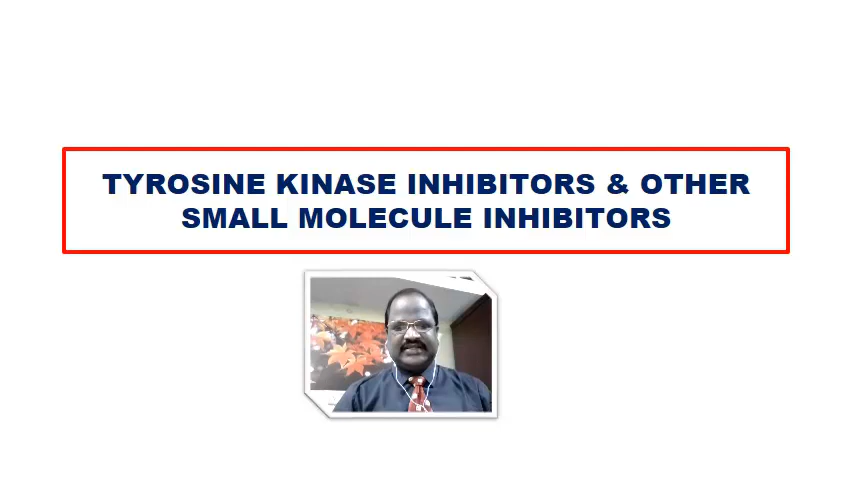 TYROSINE KINASE INHIBITORS & OTHER
SMALL MOLECULE INHIBITORS